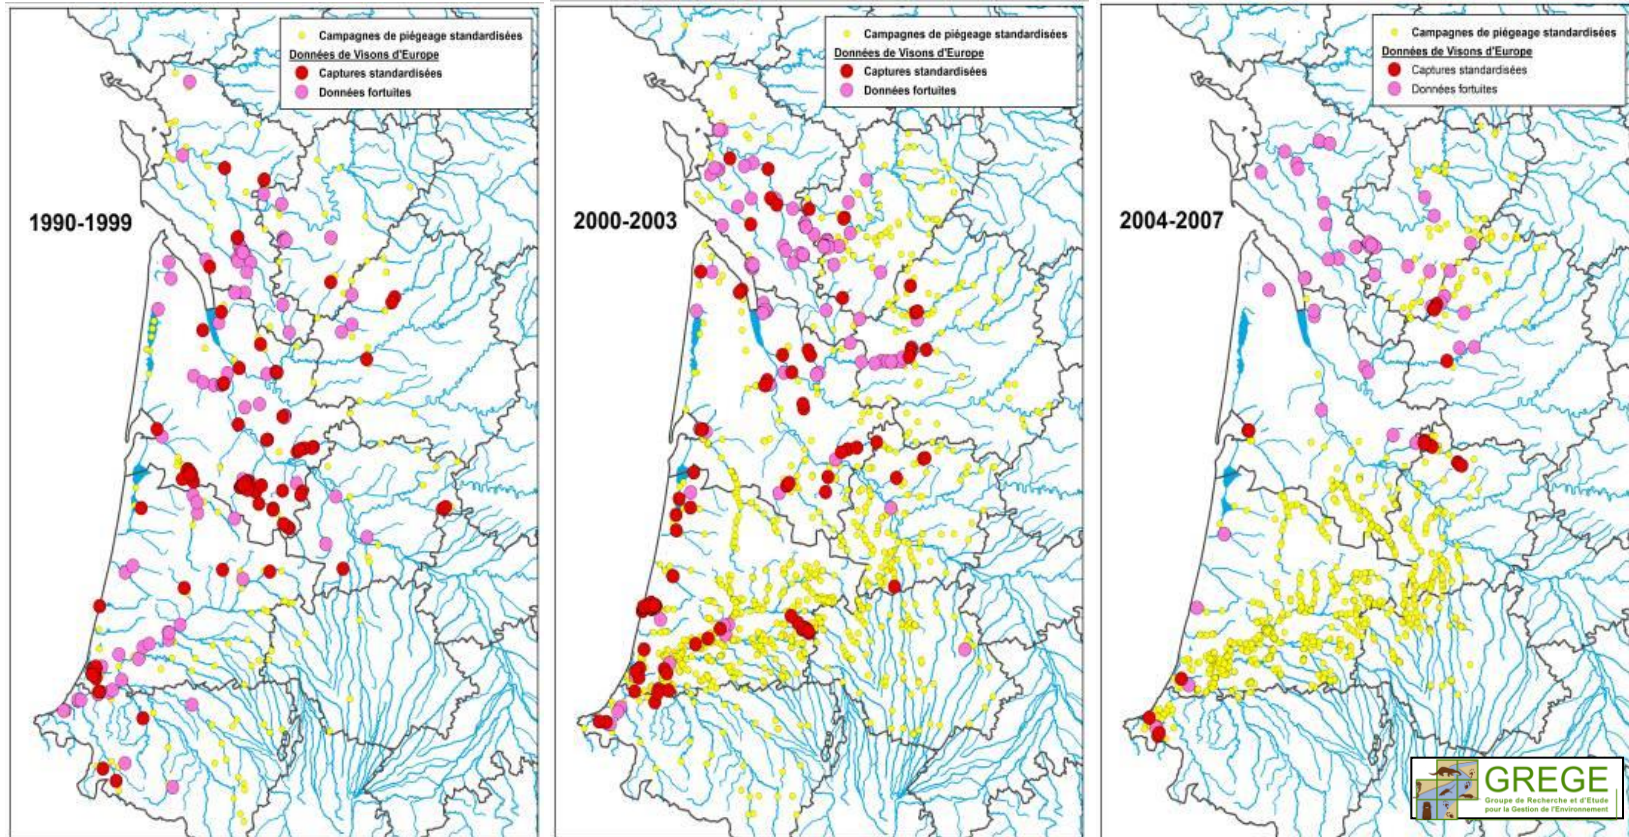 Campagnes de piégeage standardisées
Données de Visons d'Europe
Captures standardisées
Données fortuites
1990-1999
Campagnes de piégeage standardisées
Données de Visons d'Europe
Captures standardisées
Données fortuites
2000-2003
Campagnes de piégeage standardisées
Données de Visons d'Europe
Captures standardisées
Données fortuites
2004-2007
GREGE
Groupe de Recherche et d'Etude
pour la Gestion de l'Environnement